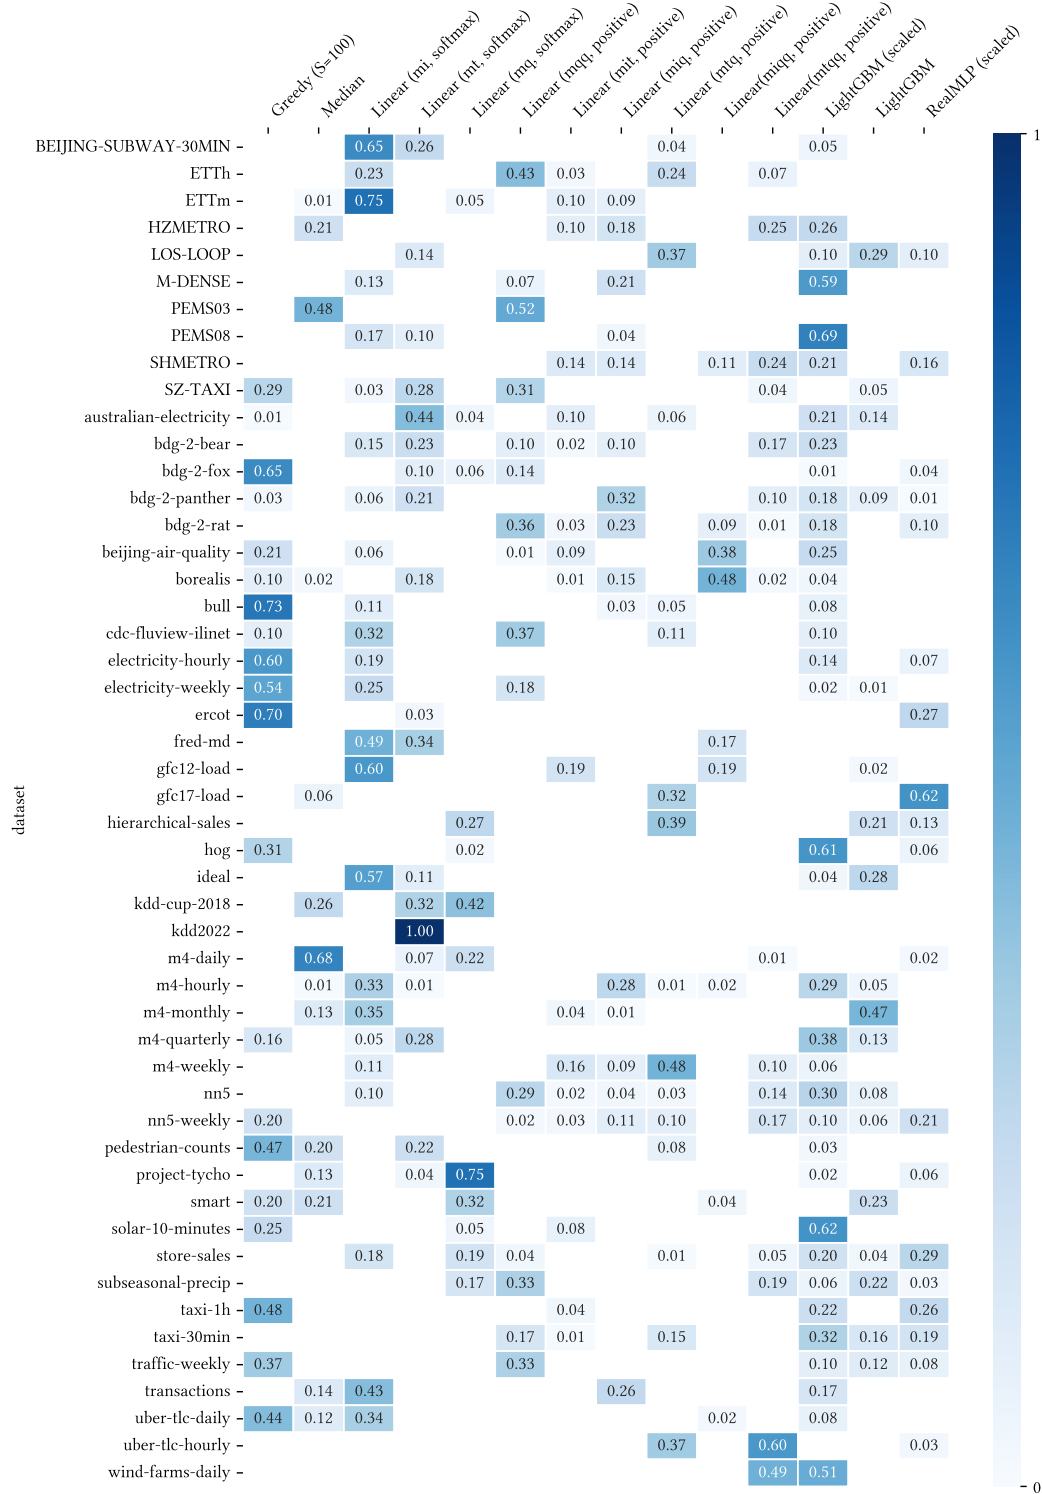 Greedy (S=100)
Median
Linear (mi, softmax)
Linear (mt, softmax)
Linear (mq, softmax)
Linear (mqq, positive)
Linear (mit, positive)
Linear (miq, positive)
Linear (mtq, positive)
Linear(miqq, positive)
Linear(mtqq, positive)
LightGBM (scaled)
LightGBM
RealMLP (scaled)
BEIJING-SUBWAY-30MIN 0.65 0.26 0.04 0.05
ETTh 0.23 0.43 0.03 0.24 0.07
ETTm 0.01 0.75 0.05 0.10 0.09
HZMETRO 0.21 0.10 0.18 0.25 0.26
LOS-LOOP 0.14 0.37 0.10 0.29 0.10
M-DENSE 0.13 0.07 0.21 0.59
PEMS03 0.48 0.52
PEMS08 0.17 0.10 0.04 0.69
SHMETRO 0.14 0.14 0.11 0.24 0.21 0.16
SZ-TAXI 0.29 0.03 0.28 0.31 0.04 0.05
australian-electricity 0.01 0.44 0.04 0.10 0.06 0.21 0.14
bdg-2-bear 0.15 0.23 0.10 0.02 0.10 0.17 0.23
bdg-2-fox 0.65 0.10 0.06 0.14 0.01 0.04
bdg-2-panther 0.03 0.06 0.21 0.32 0.10 0.18 0.09 0.01
bdg-2-rat 0.36 0.03 0.23 0.09 0.01 0.18 0.10
beijing-air-quality 0.21 0.06 0.01 0.09 0.38 0.25
borealis 0.10 0.02 0.18 0.01 0.15 0.48 0.02 0.04
bull 0.73 0.11 0.03 0.05 0.08
cdc-fluview-ilinet 0.10 0.32 0.37 0.11 0.10
electricity-hourly 0.60 0.19 0.14 0.07
electricity-weekly 0.54 0.25 0.18 0.02 0.01
ercot 0.70 0.03 0.27
fred-md 0.49 0.34 0.17
gfc12-load 0.60 0.19 0.19 0.02
gfc17-load 0.06 0.32 0.62
hierarchical-sales 0.27 0.39 0.21 0.13
hog 0.31 0.02 0.61 0.06
ideal 0.57 0.11 0.04 0.28
kdd-cup-2018 0.26 0.32 0.42
kdd2022 1.00
m4-daily 0.68 0.07 0.22 0.01 0.02
m4-hourly 0.01 0.33 0.01 0.28 0.01 0.02 0.29 0.05
m4-monthly 0.13 0.35 0.04 0.01 0.47
m4-quarterly 0.16 0.05 0.28 0.38 0.13
m4-weekly 0.11 0.16 0.09 0.48 0.10 0.06
nn5 0.10 0.29 0.02 0.04 0.03 0.14 0.30 0.08
nn5-weekly 0.20 0.02 0.03 0.11 0.10 0.17 0.10 0.06 0.21
pedestrian-counts 0.47 0.20 0.22 0.08 0.03
project-tycho 0.13 0.04 0.75 0.02 0.06
smart 0.20 0.21 0.32 0.04 0.23
solar-10-minutes 0.25 0.05 0.08 0.62
store-sales 0.18 0.19 0.04 0.01 0.05 0.20 0.04 0.29
subseasonal-precip 0.17 0.33 0.19 0.06 0.22 0.03
taxi-1h 0.48 0.04 0.22 0.26
taxi-30min 0.17 0.01 0.15 0.32 0.16 0.19
traffic-weekly 0.37 0.33 0.10 0.12 0.08
transactions 0.14 0.43 0.26 0.17
uber-tlc-daily 0.44 0.12 0.34 0.02 0.08
uber-tlc-hourly 0.37 0.60 0.03
wind-farms-daily 0.49 0.51
dataset
1
0